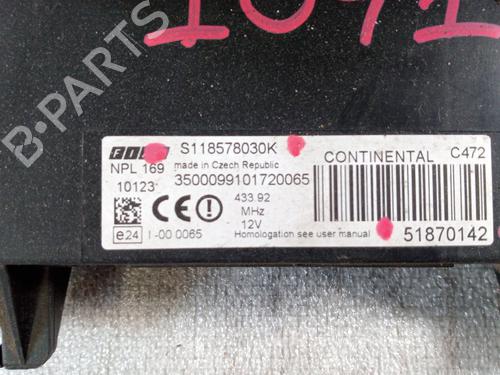 B-PARTS
S118578030K
NPL 169 made in Czech Republic
10123 3500099101720065
CE
433.92
MHz
12V
e24 I-00 0065 Homologation see user manual
CONTINENTAL C472
51870142